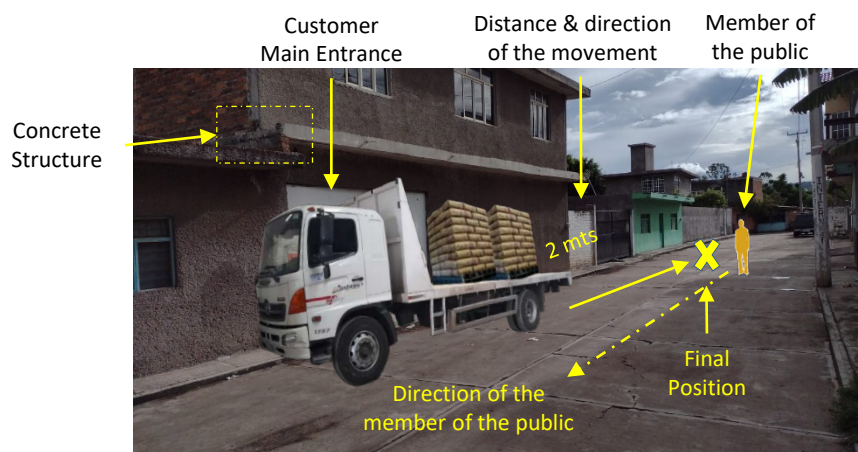 Customer
Main Entrance
Distance & direction
of the movement
Member of
the public
Concrete
Structure
2 mts
Final
Position
Direction of the
member of the public